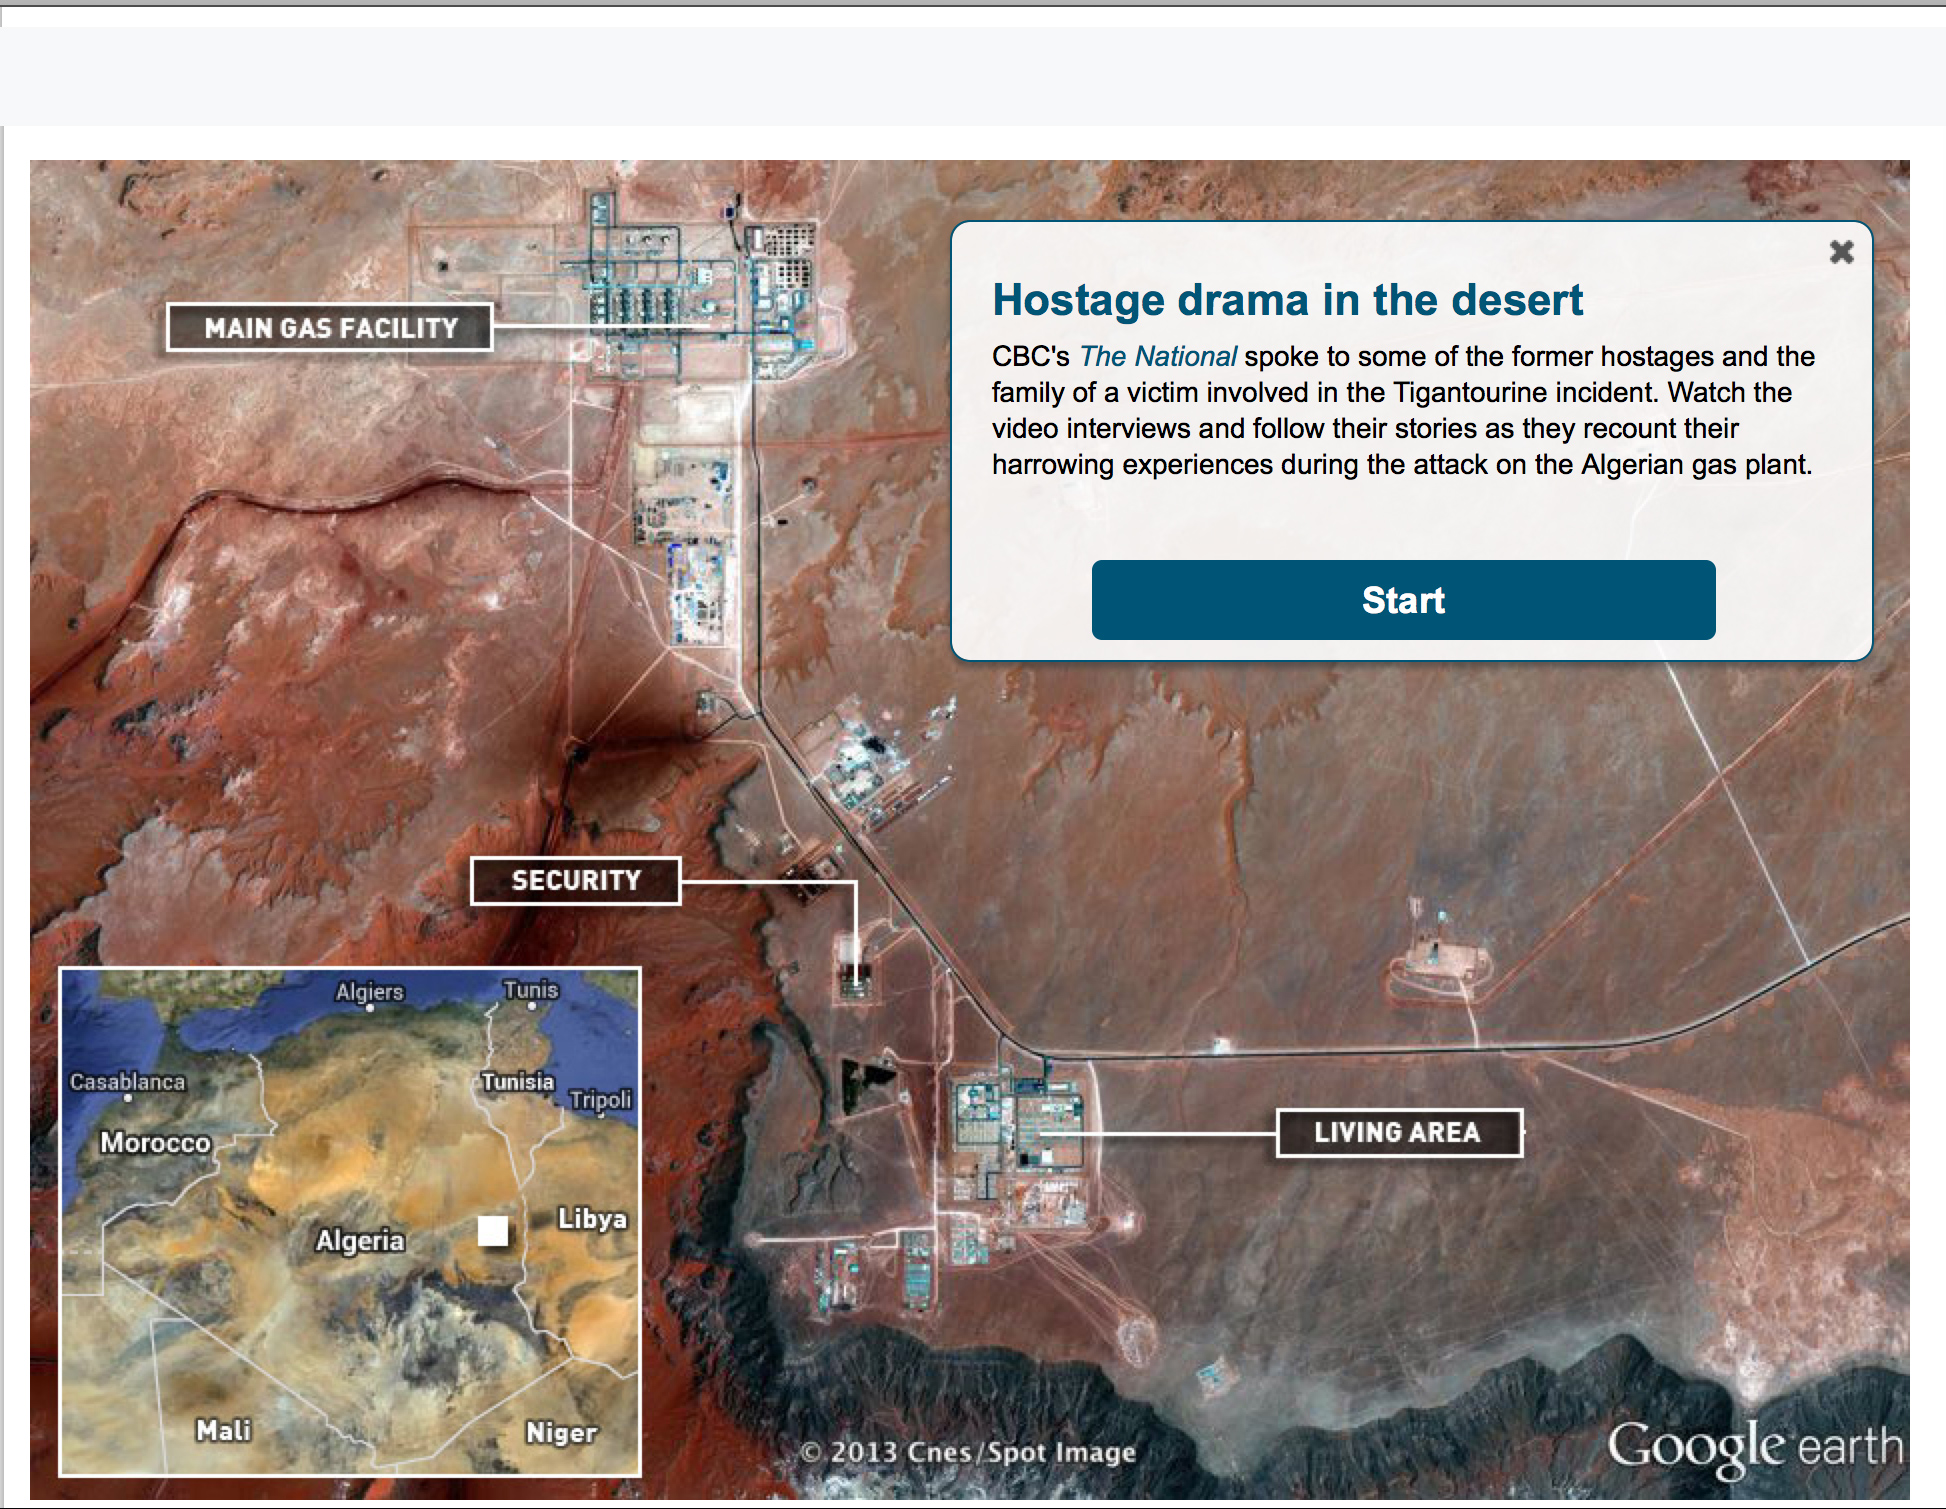 MAIN GAS FACILITY
Hostage drama in the desert
CBC's The National spoke to some of the former hostages and the
family of a victim involved in the Tigantourine incident. Watch the
video interviews and follow their stories as they recount their
harrowing experiences during the attack on the Algerian gas plant.
Start
SECURITY
LIVING AREA
Algiers
Tunis
Casablanca
Tunisia
Tripoli
Morocco
Libya
Algeria
Mali
Niger
© 2013 Cnes/Spot Image
Google earth